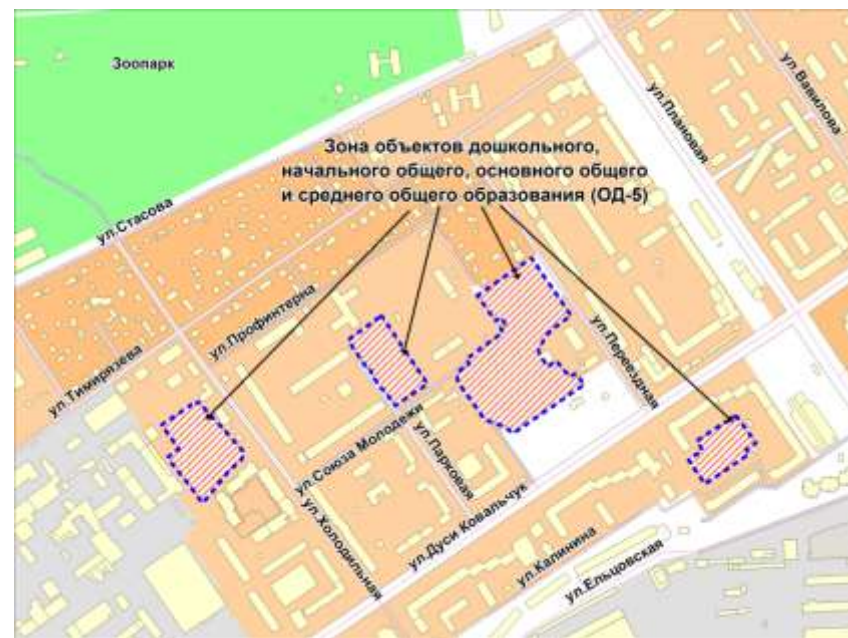 Зоопарк
ул.Плановая
ул.Вавилова
Зона объектов дошкольного,
начального общего, основного общего
и среднего общего образования (ОД-5)
ул.Стасова
ул.Профинтерна
ул.Тимирязева
ул.Переездная
ул.Союза Молодежи
ул.Парковая
ул.Холодильная
ул.Дуси Ковальчук
ул.Калинина
ул.Ельцовская